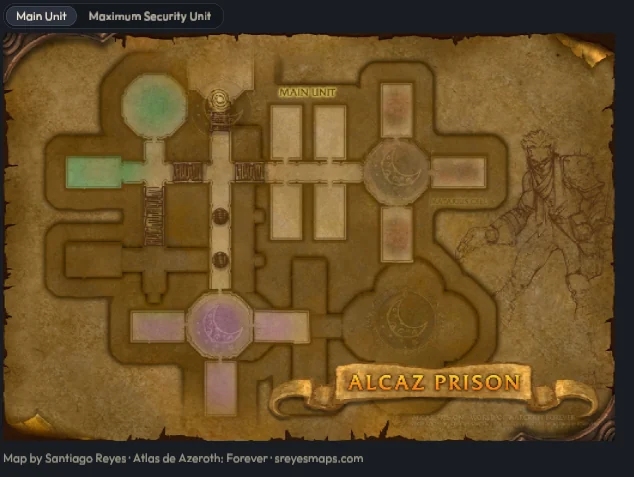 Main Unit
Maximum Security Unit
MAIN UNIT
ALCAZ PRISON
Map by Santiago Reyes · Atlas de Azeroth: Forever · sreyesmaps.com